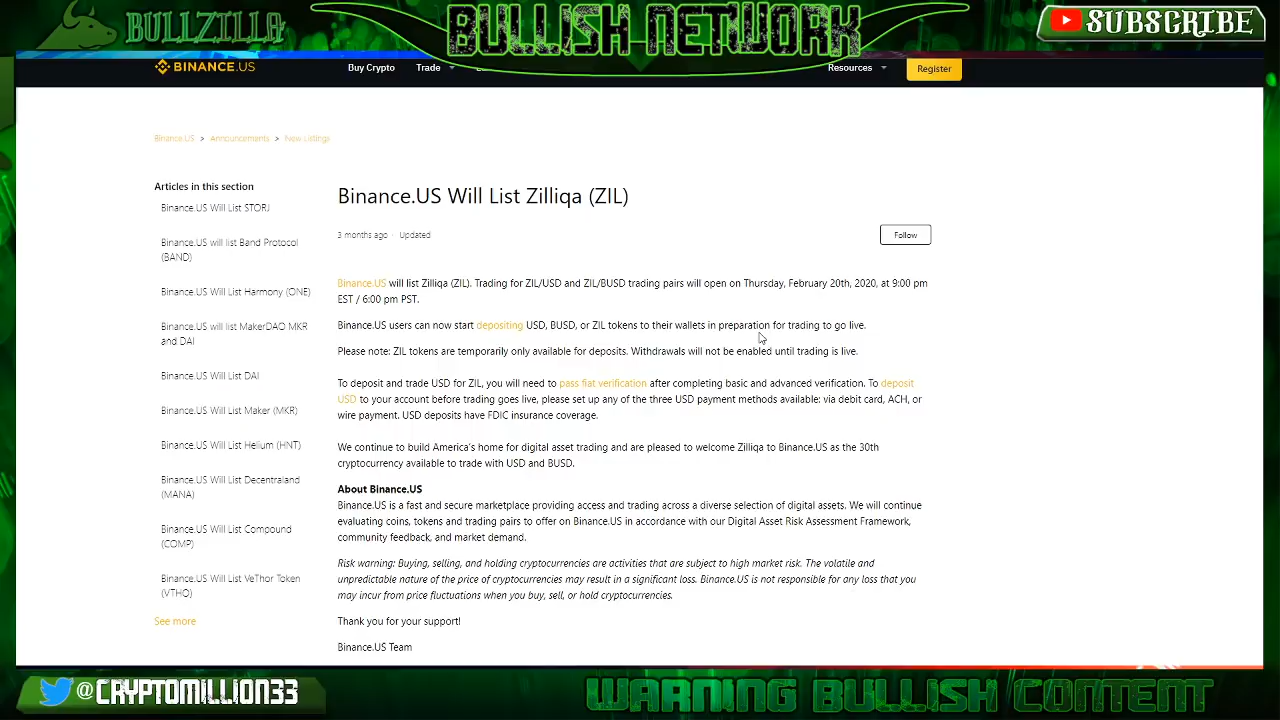 BULLZILLA
BULLISH NETWORK
SUBSCRIBE
BINANCE.US
Buy Crypto
Trade
Resources
Register
Binance.US > Announcements > New Listings
Articles in this section
Binance.US Will List STORJ
Binance.US will list Band Protocol
(BAND)
Binance.US Will List Harmony (ONE)
Binance.US will list MakerDAO MKR
and DAI
Binance.US Will List DAI
Binance.US Will List Maker (MKR)
Binance.US Will List Helium (HNT)
Binance.US Will List Decentraland
(MANA)
Binance.US Will List Compound
(COMP)
Binance.US Will List VeThor Token
(VTHO)
See more
Binance.US Will List Zilliqa (ZIL)
3 months ago · Updated
Follow
Binance.US will list Zilliqa (ZIL). Trading for ZIL/USD and ZIL/BUSD trading pairs will open on Thursday, February 20th, 2020, at 9:00 pm
EST / 6:00 pm PST.
Binance.US users can now start depositing USD, BUSD, or ZIL tokens to their wallets in preparation for trading to go live.
Please note: ZIL tokens are temporarily only available for deposits. Withdrawals will not be enabled until trading is live.
To deposit and trade USD for ZIL, you will need to pass fiat verification after completing basic and advanced verification. To deposit
USD to your account before trading goes live, please set up any of the three USD payment methods available: via debit card, ACH, or
wire payment. USD deposits have FDIC insurance coverage.
We continue to build America's home for digital asset trading and are pleased to welcome Zilliqa to Binance.US as the 30th
cryptocurrency available to trade with USD and BUSD.
About Binance.US
Binance.US is a fast and secure marketplace providing access and trading across a diverse selection of digital assets. We will continue
evaluating coins, tokens and trading pairs to offer on Binance.US in accordance with our Digital Asset Risk Assessment Framework,
community feedback, and market demand.
Risk warning: Buying, selling, and holding cryptocurrencies are activities that are subject to high market risk. The volatile and
unpredictable nature of the price of cryptocurrencies may result in a significant loss. Binance.US is not responsible for any loss that you
may incur from price fluctuations when you buy, sell, or hold cryptocurrencies.
Thank you for your support!
Binance.US Team
@CRYPTOMILLION33
WARNING BULLISH CONTENT